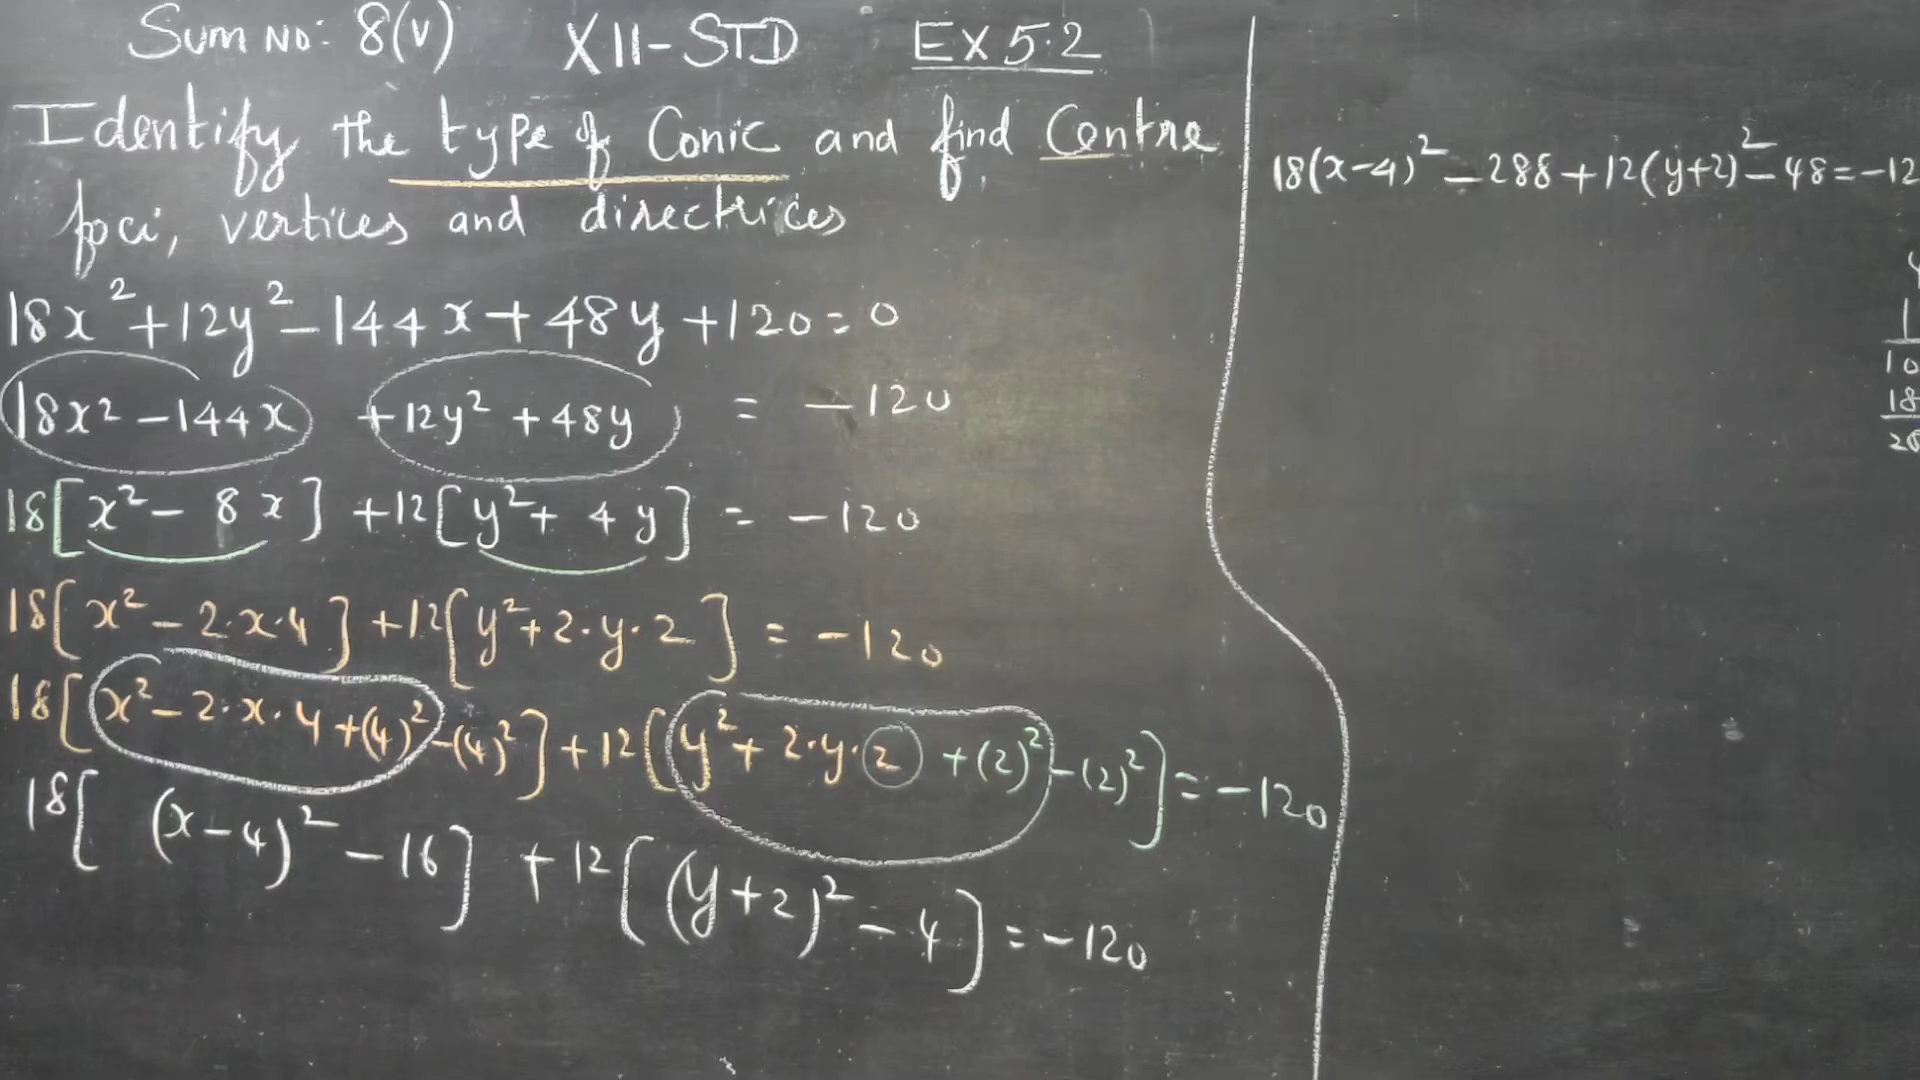 Sum No: 8(v) XII-STD EX 5.2
Identify the type of Conic and find Centre
foci, vertices and directrices
18x² + 12y² - 144x + 48y + 120 = 0
18x² - 144x + 12y² + 48y = -120
18[x² - 8x] + 12[y² + 4y] = -120
18[x² - 2·x·4] + 12[y² + 2·y·2] = -120
18[x² - 2·x·4 + (4)² - (4)²] + 12[y² + 2·y·2 + (2)² - (2)²] = -120
18[(x-4)² - 16] + 12[(y+2)² - 4] = -120
18(x-4)² - 288 + 12(y+2)² - 48 = -12
1
10
18